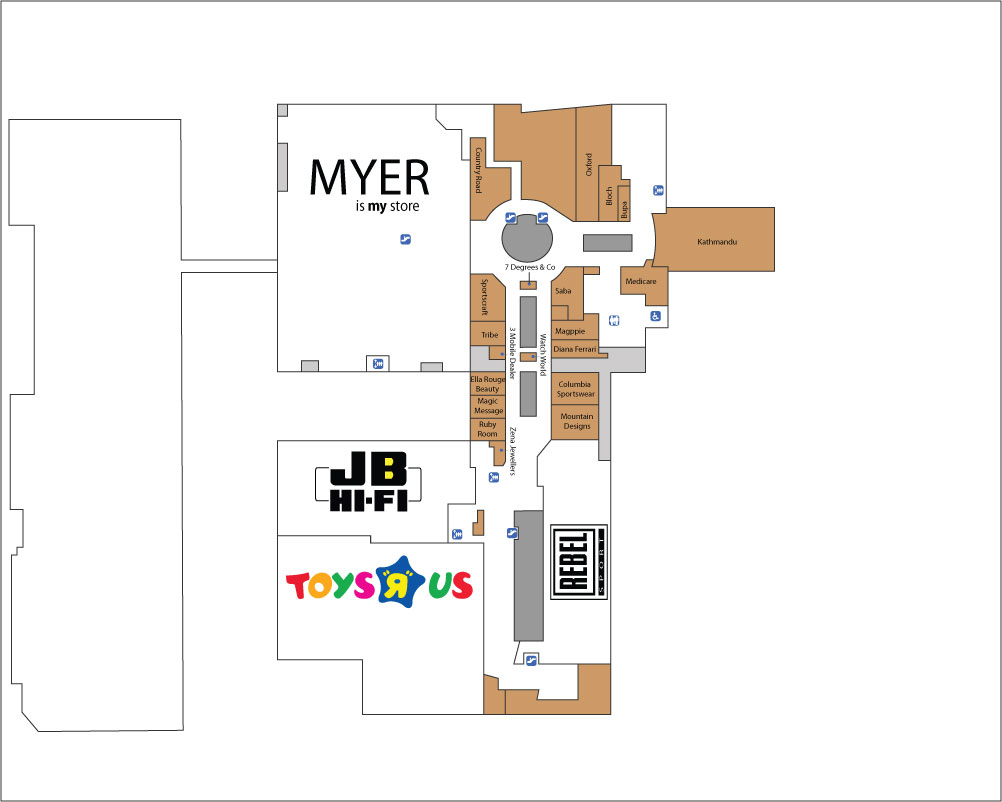 MYER
is my store
Country Road
Oxford
Bloch
Bupa
Kathmandu
7 Degrees & Co
Medicare
Sportscraft
Saba
Tribe
3 Mobile Dealer
Watch World
Magppie
Diana Ferrari
Ella Rouge
Beauty
Columbia
Sportswear
Magic
Message
Mountain
Designs
Ruby
Room
Zena Jewellers
JB
HI-FI
REBEL
SPORT
TOYS R US